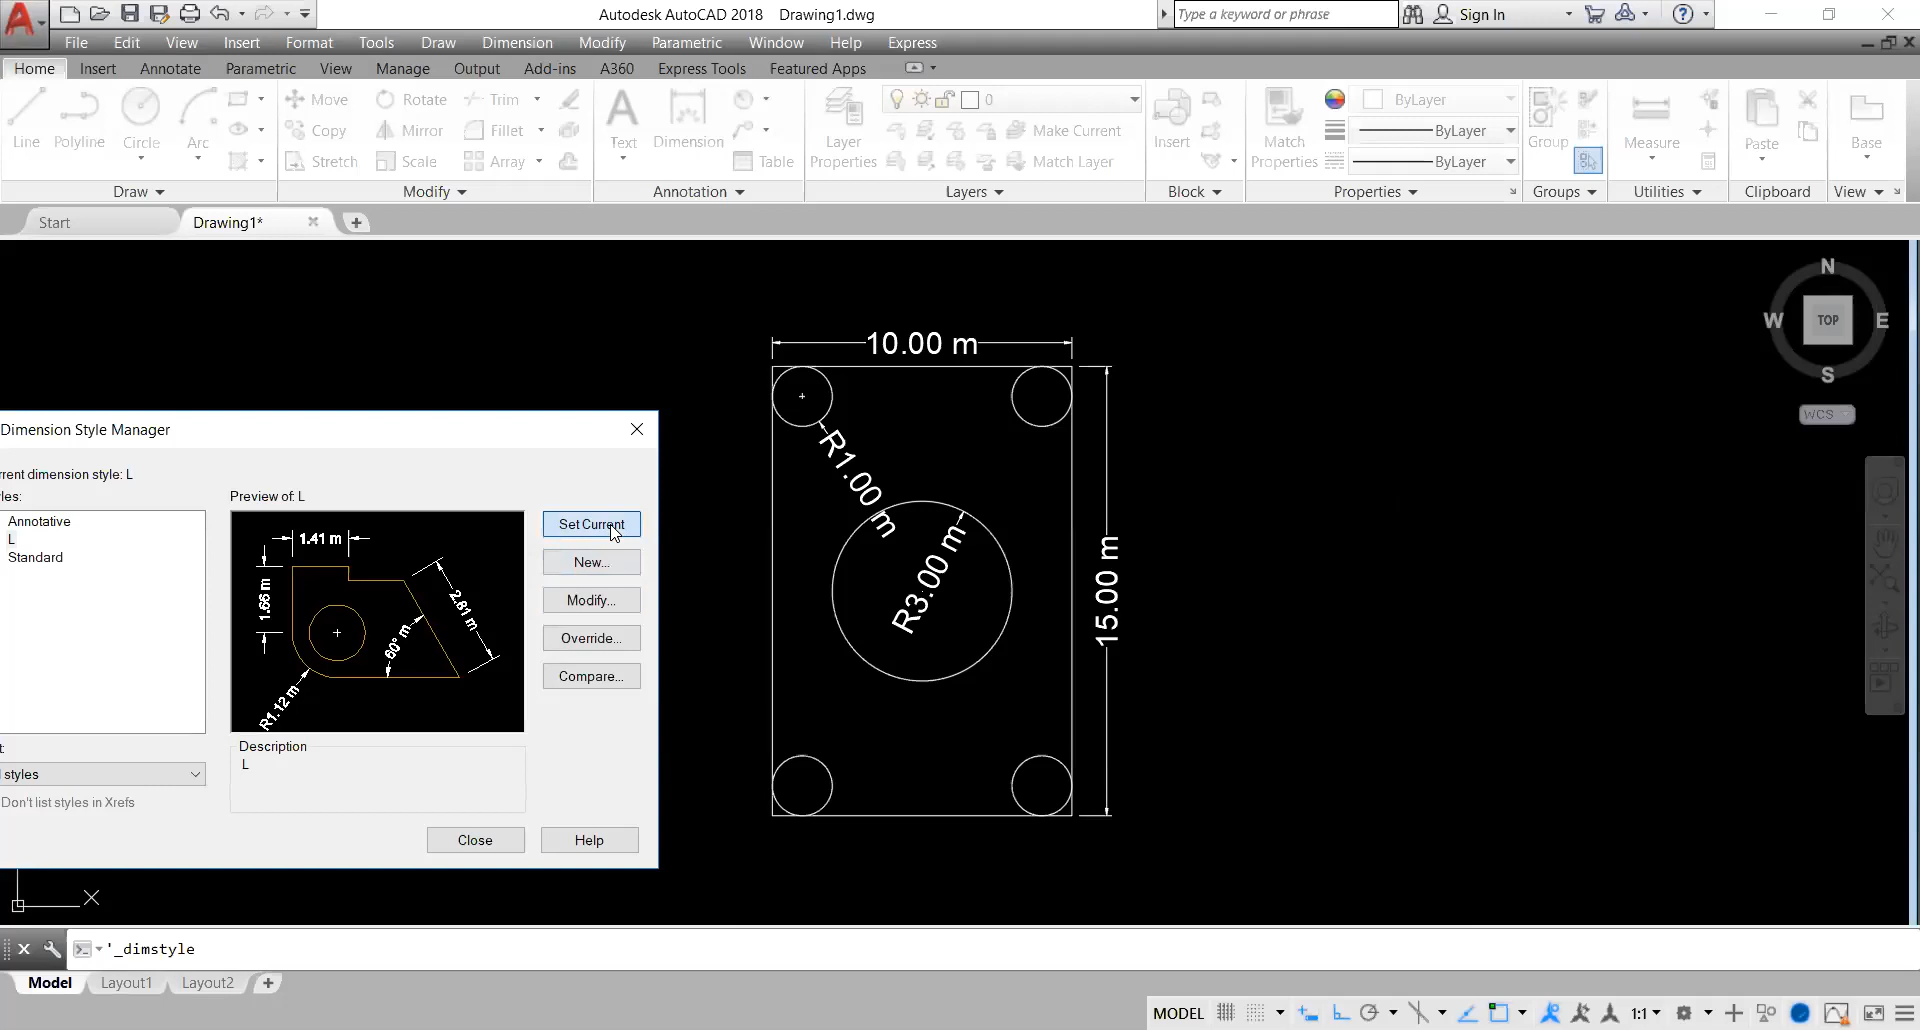 Autodesk AutoCAD 2018 Drawing1.dwg
Type a keyword or phrase
Sign In
File Edit View Insert Format Tools Draw Dimension Modify Parametric Window Help Express
Home Insert Annotate Parametric View Manage Output Add-ins A360 Express Tools Featured Apps
Line Polyline Circle Arc
Move Rotate Trim
Copy Mirror Fillet
Stretch Scale Array
Text Dimension Table
Layer Properties
0
Make Current
Match Layer
Insert
Match Properties
ByLayer
ByLayer
ByLayer
Group
Measure
Paste
Base
Draw Modify Annotation Layers Block Properties Groups Utilities Clipboard View
Start Drawing1*
N
W TOP E
S
WCS
10.00 m
R1.00 m
R3.00 m
15.00 m
Dimension Style Manager
rrent dimension style: L
les:
Annotative
L
Standard
Preview of: L
1.41 m
1.66 m
2.81 m
60° m
R1.12 m
Set Current
New...
Modify...
Override...
Compare...
t:
styles
Don't list styles in Xrefs
Description
L
Close Help
X
'_dimstyle
Model Layout1 Layout2
MODEL 1:1